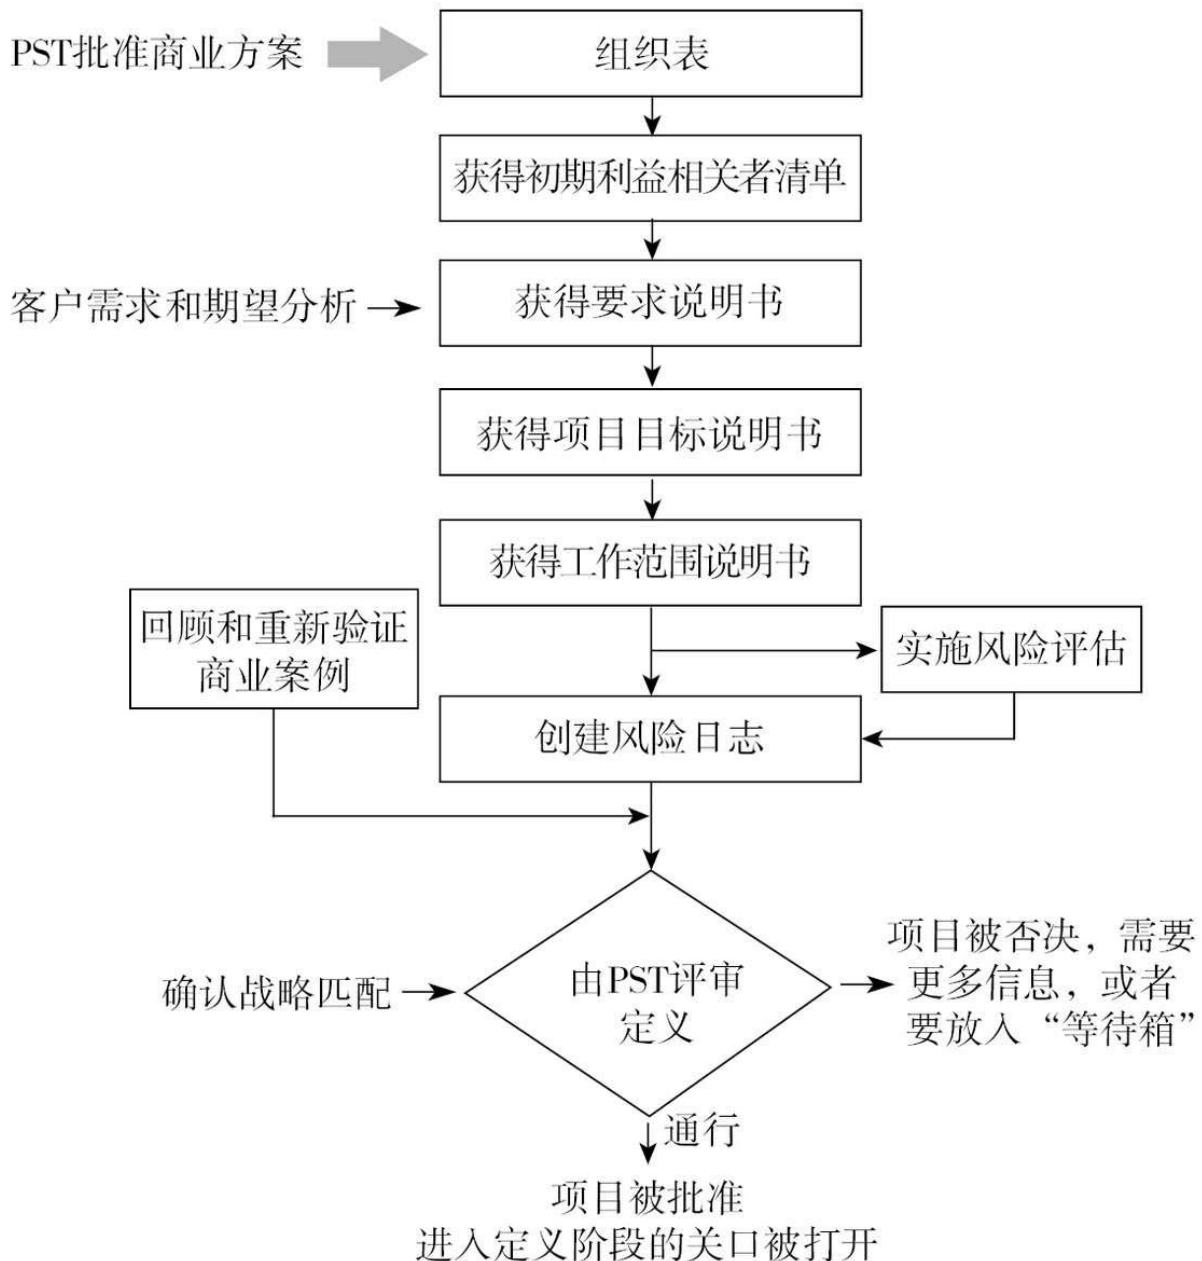 PST批准商业方案
组织表
获得初期利益相关者清单
客户需求和期望分析
获得要求说明书
获得项目目标说明书
获得工作范围说明书
回顾和重新验证
商业案例
实施风险评估
创建风险日志
确认战略匹配
由PST评审
定义
项目被否决，需要
更多信息，或者
要放入“等待箱”
通行
项目被批准
进入定义阶段的关口被打开